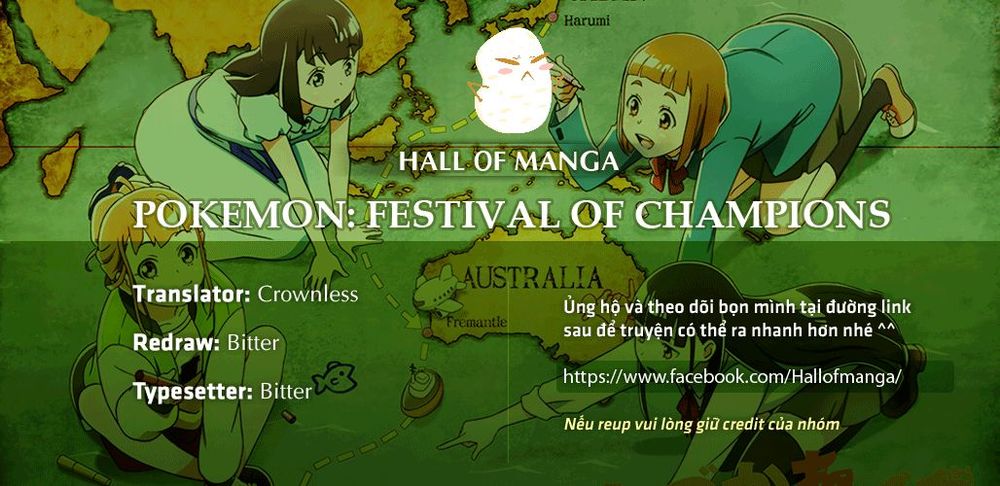 Harumi
HALL OF MANGA
POKEMON: FESTIVAL OF CHAMPIONS
AUSTRALIA
Fremantle
Translator: Crownless
Redraw: Bitter
Typesetter: Bitter
Ủng hộ và theo dõi bọn mình tại đường link
sau để truyện có thể ra nhanh hơn nhé ^^
https://www.facebook.com/Hallofmanga/
Nếu reup vui lòng giữ credit của nhóm